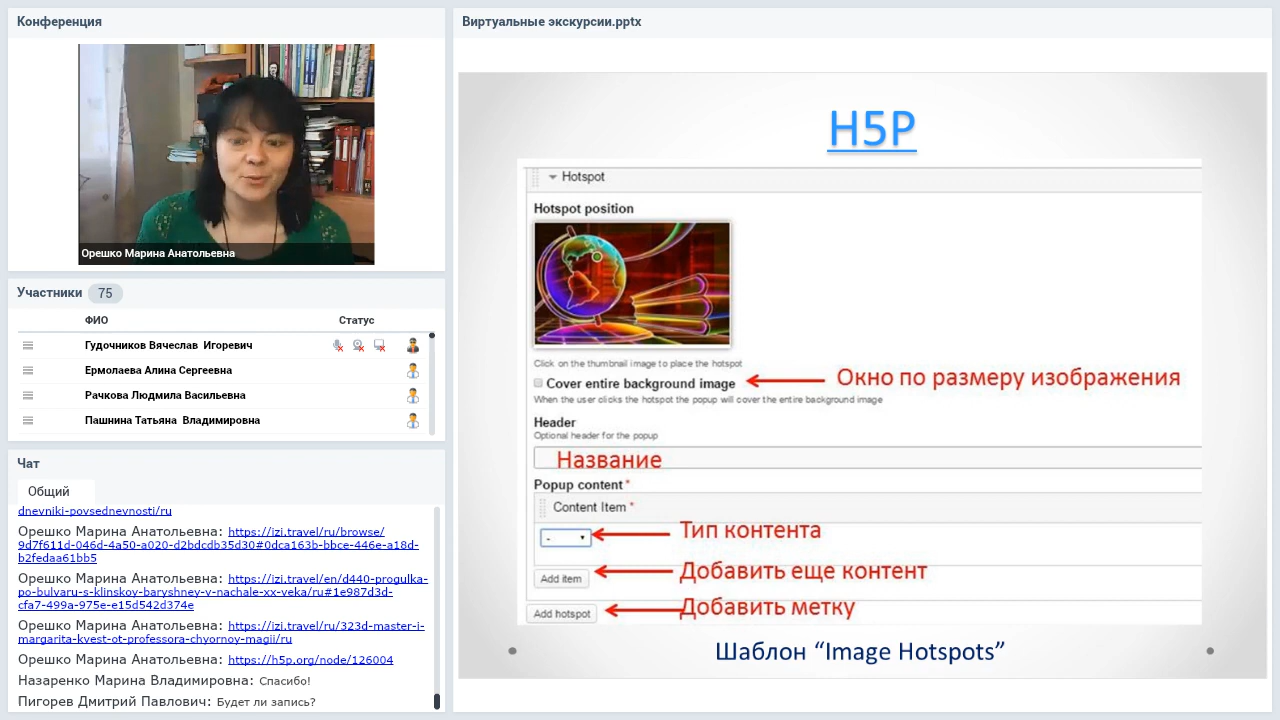 Конференция
Орешко Марина Анатольевна
Участники 75
ФИО Статус
Гудочников Вячеслав Игоревич
Ермолаева Алина Сергеевна
Рачкова Людмила Васильевна
Пашнина Татьяна Владимировна
Чат
Общий
dnevniki-povsednevnosti/ru
Орешко Марина Анатольевна: https://izi.travel/ru/browse/
9d7f611d-046d-4a50-a020-d2bdcdb35d30#0dca163b-bbce-446e-a18d-
b2fedaa61bb5
Орешко Марина Анатольевна: https://izi.travel/en/d440-progulka-
po-bulvaru-s-klinskov-baryshney-v-nachale-xx-veka/ru#1e987d3d-
cfa7-499a-975e-e15d542d374e
Орешко Марина Анатольевна: https://izi.travel/ru/323d-master-i-
margarita-kvest-ot-professora-chyornoy-magii/ru
Орешко Марина Анатольевна: https://h5p.org/node/126004
Назаренко Марина Владимировна: Спасибо!
Пигорев Дмитрий Павлович: Будет ли запись?
Виртуальные экскурсии.pptx
H5P
Hotspot
Hotspot position
Click on the thumbnail image to place the hotspot
Cover entire background image Окно по размеру изображения
When the user clicks the hotspot the popup will cover the entire background image
Header
Optional header for the popup
Название
Popup content *
Content Item *
- Тип контента
Add item Добавить еще контент
Add hotspot Добавить метку
Шаблон “Image Hotspots”